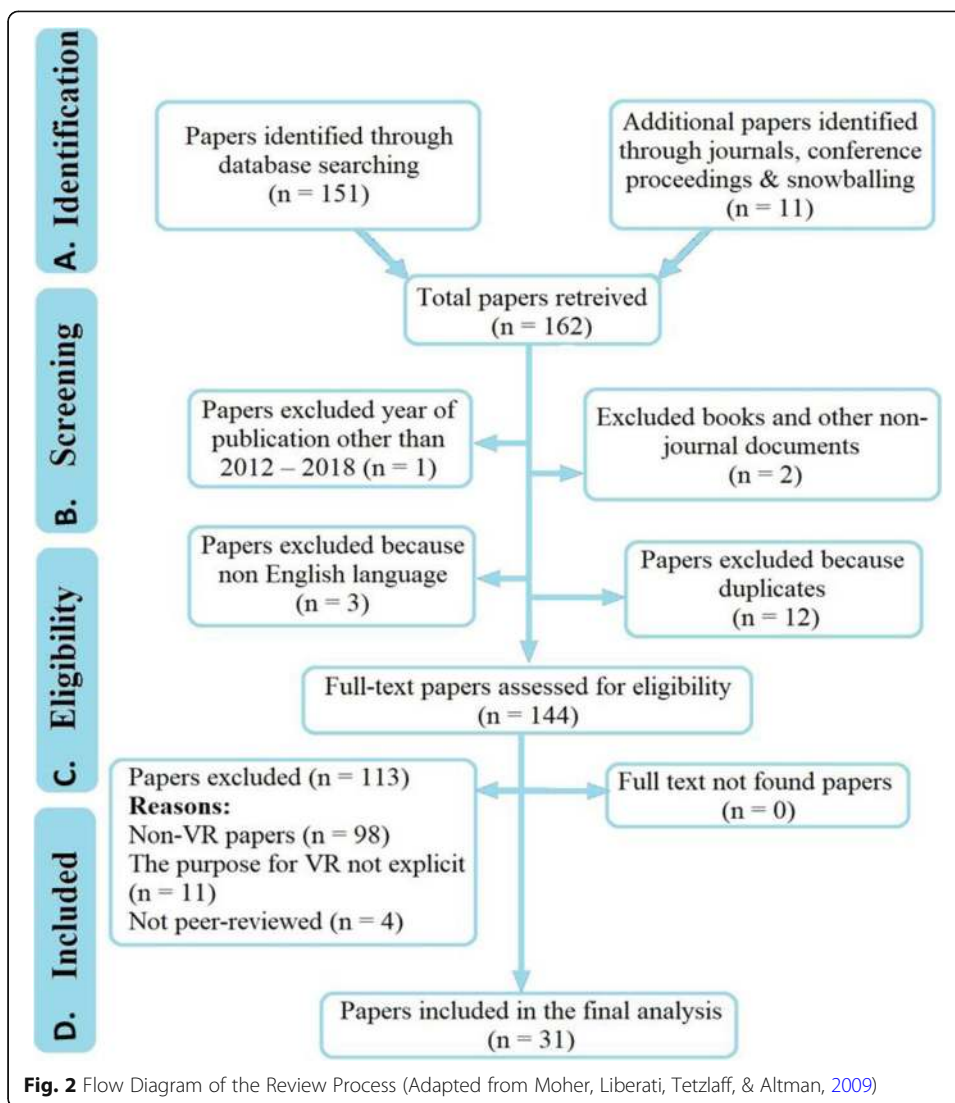 A. Identification
Papers identified through
database searching
(n = 151)
Additional papers identified
through journals, conference
proceedings & snowballing
(n = 11)
Total papers retreived
(n = 162)
B. Screening
Papers excluded year of
publication other than
2012 – 2018 (n = 1)
Excluded books and other non-
journal documents
(n = 2)
Papers excluded because
non English language
(n = 3)
Papers excluded because
duplicates
(n = 12)
C. Eligibility
Full-text papers assessed for eligibility
(n = 144)
Papers excluded (n = 113)
Reasons:
Non-VR papers (n = 98)
The purpose for VR not explicit
(n = 11)
Not peer-reviewed (n = 4)
Full text not found papers
(n = 0)
D. Included
Papers included in the final analysis
(n = 31)
Fig. 2 Flow Diagram of the Review Process (Adapted from Moher, Liberati, Tetzlaff, & Altman, 2009)